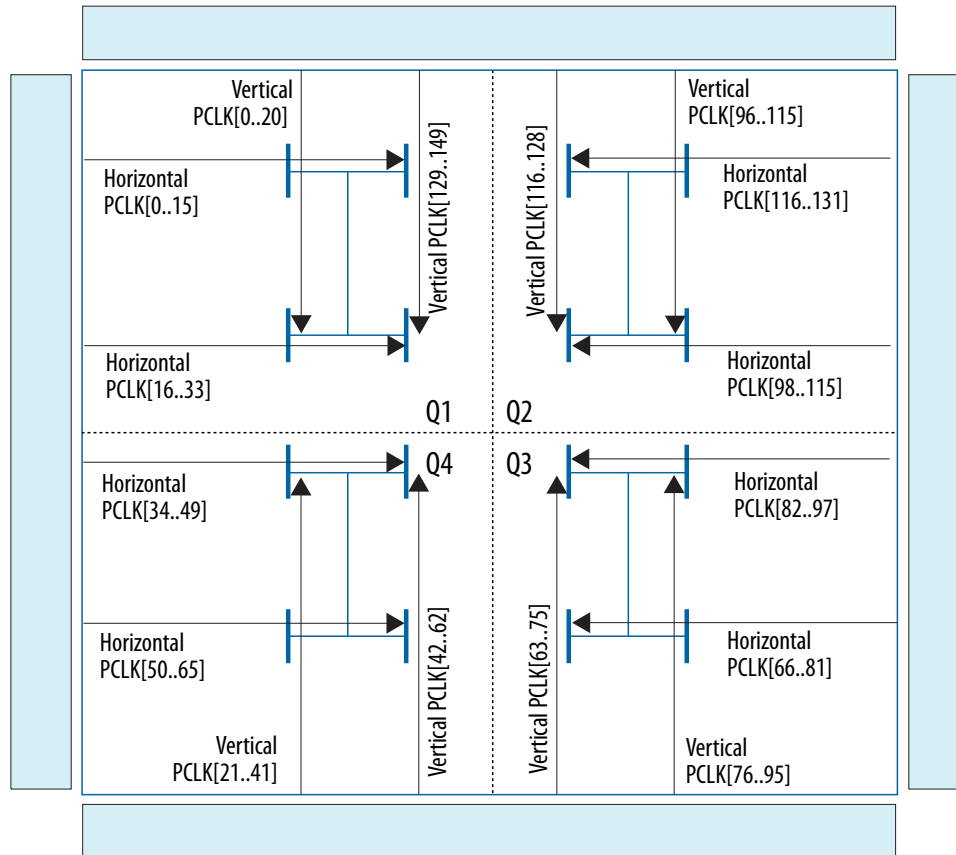 Vertical
PCLK[0..20]
Vertical PCLK[129..149]
Vertical PCLK[116..128]
Vertical
PCLK[96..115]
Horizontal
PCLK[0..15]
Horizontal
PCLK[116..131]
Horizontal
PCLK[16..33]
Horizontal
PCLK[98..115]
Q1
Q2
Q4
Q3
Horizontal
PCLK[34..49]
Horizontal
PCLK[82..97]
Horizontal
PCLK[50..65]
Vertical PCLK[42..62]
Vertical PCLK[63..75]
Horizontal
PCLK[66..81]
Vertical
PCLK[21..41]
Vertical
PCLK[76..95]